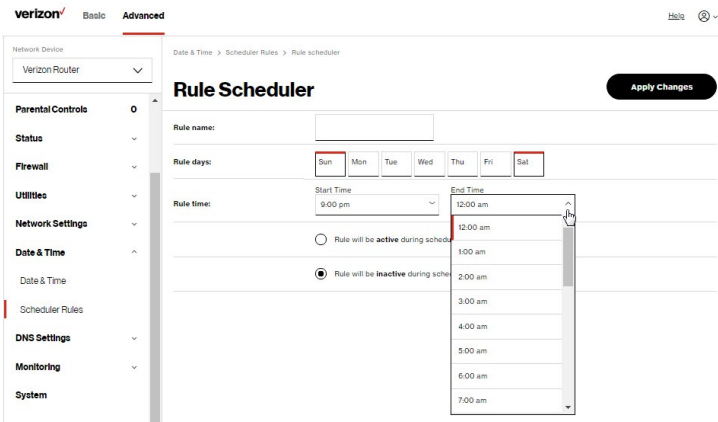 verizon✓ Basic Advanced Help
Network Device
Verizon Router
Parental Controls 0
Status
Firewall
Utilities
Network Settings
Date & Time
Date & Time
Scheduler Rules
DNS Settings
Monitoring
System
Date & Time > Scheduler Rules > Rule scheduler
Rule Scheduler
Apply Changes
Rule name:
Rule days: Sun Mon Tue Wed Thu Fri Sat
Start Time End Time
Rule time: 9:00 pm 12:00 am
Rule will be active during schedu
Rule will be inactive during sche
12:00 am
1:00 am
2:00 am
3:00 am
4:00 am
5:00 am
6:00 am
7:00 am